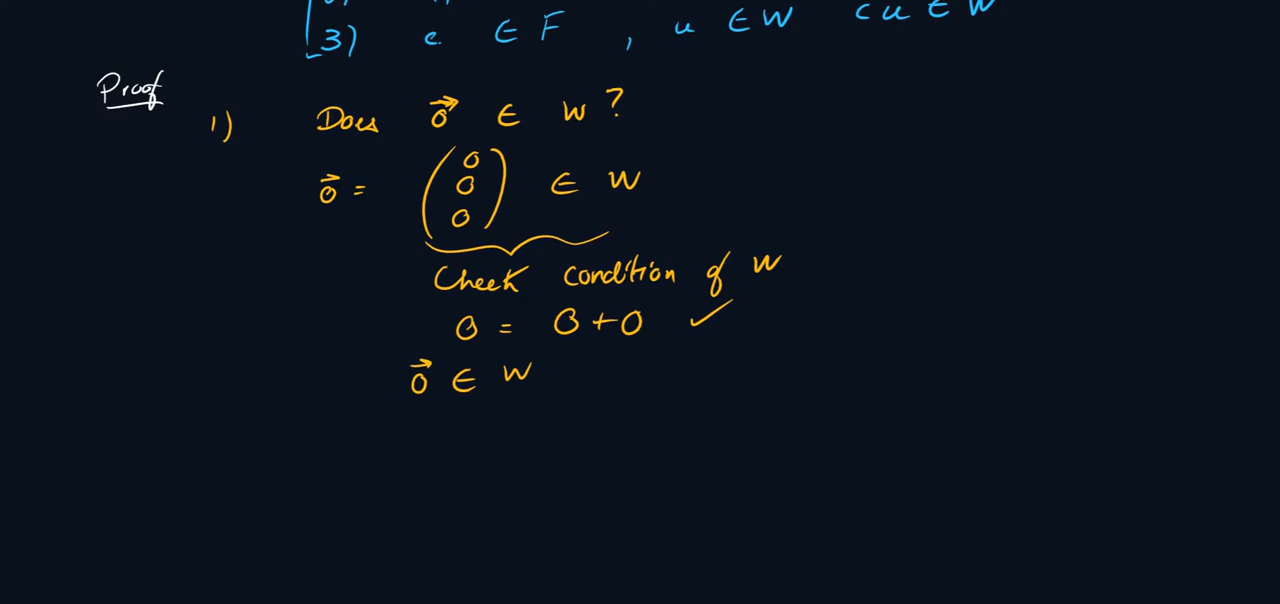 3) c ∈ F , u ∈ W cu ∈ W
Proof
1) Does 0⃗ ∈ W ?
0⃗ = (0 0 0) ∈ W
Check condition of W
0 = 0 + 0 ✓
0⃗ ∈ W